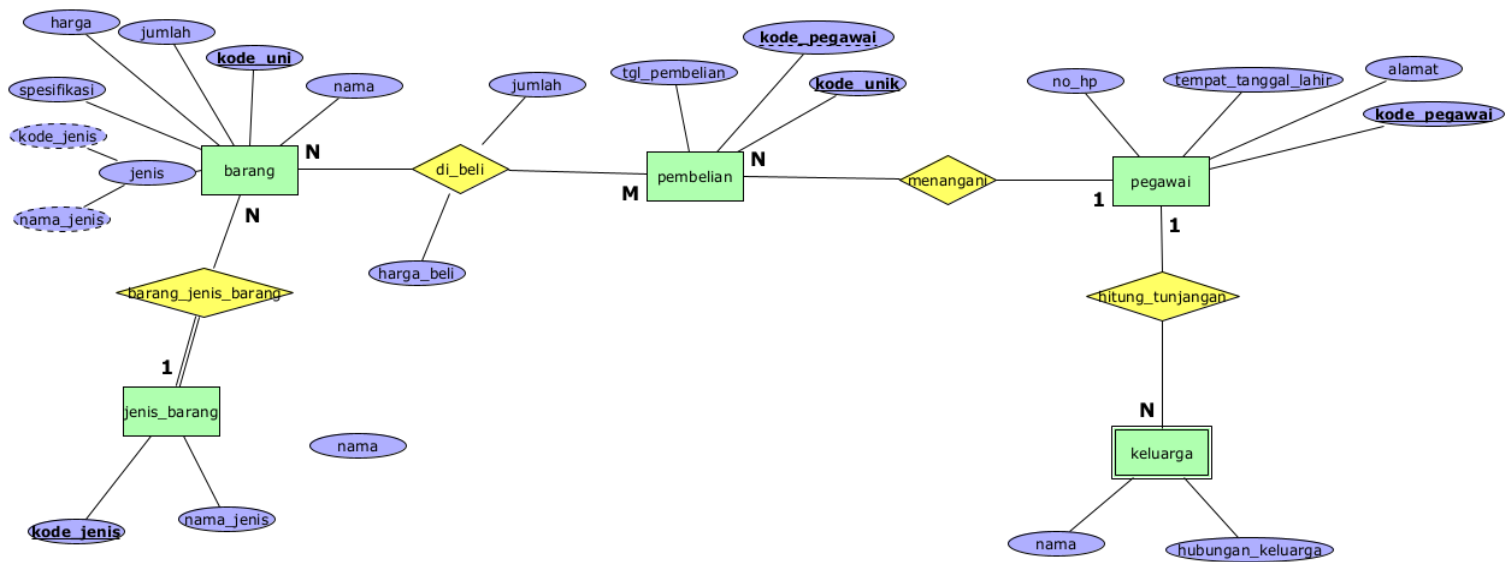 harga
jumlah
kode_uni
nama
spesifikasi
kode_jenis
jenis
nama_jenis
barang
N
N
jumlah
di_beli
harga_beli
M
tgl_pembelian
kode_pegawai
kode_unik
pembelian
N
menangani
no_hp
tempat_tanggal_lahir
alamat
kode_pegawai
pegawai
1
1
barang_jenis_barang
1
jenis_barang
kode_jenis
nama_jenis
nama
hitung_tunjangan
N
keluarga
nama
hubungan_keluarga